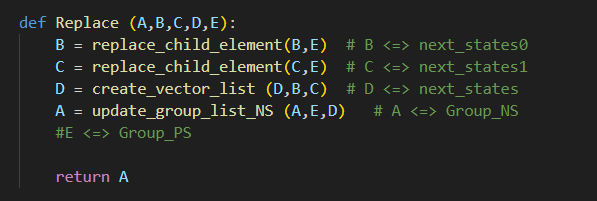 def Replace (A,B,C,D,E):
    B = replace_child_element(B,E)  # B <=> next_states0
    C = replace_child_element(C,E)  # C <=> next_states1
    D = create_vector_list (D,B,C)  # D <=> next_states
    A = update_group_list_NS (A,E,D)   # A <=> Group_NS
    #E <=> Group_PS
    return A